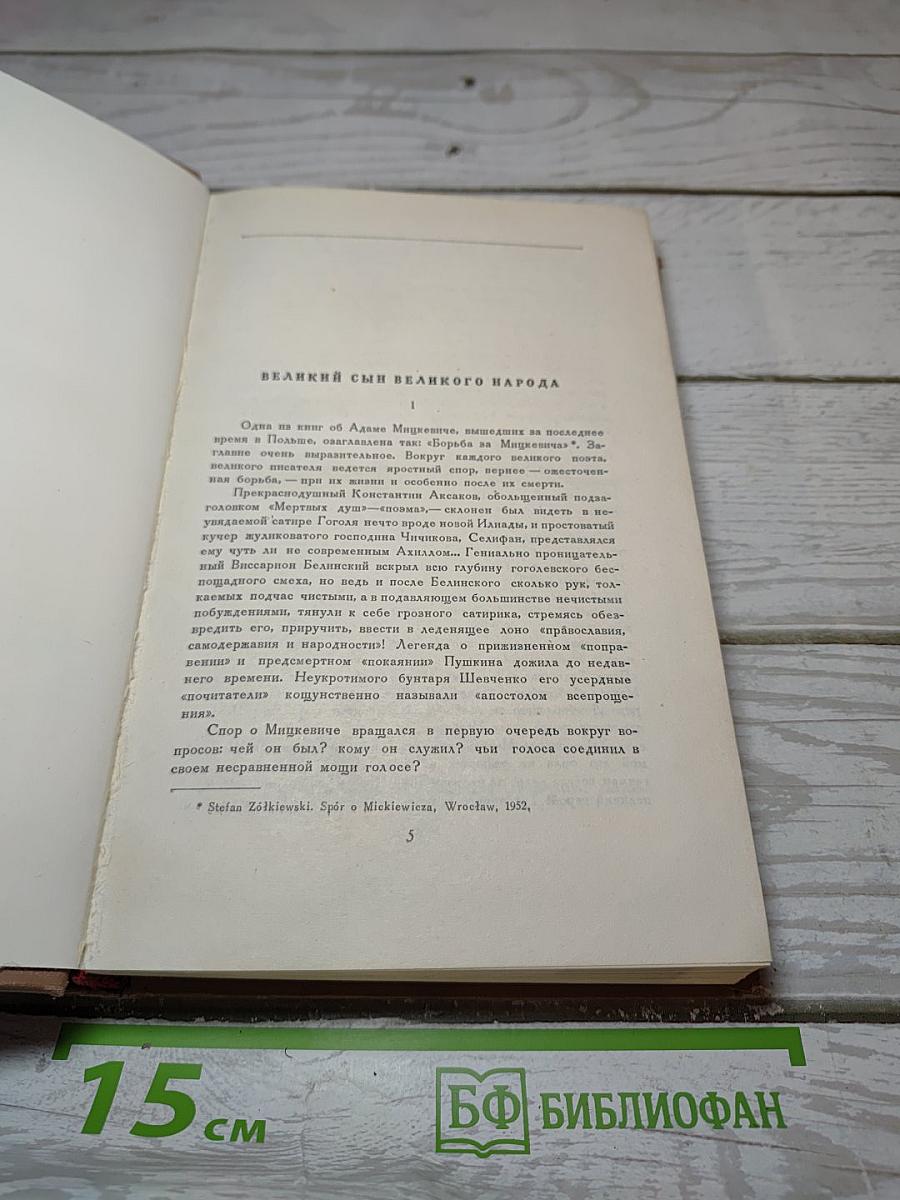 ВЕЛИКИЙ СЫН ВЕЛИКОГО НАРОДА
1
Одна из книг об Адаме Мицкевиче, вышедших за последнее
время в Польше, озаглавлена так: «Борьба за Мицкевича»*. За-
главие очень выразительное. Вокруг каждого великого поэта,
великого писателя ведется яростный спор, вернее — ожесточен-
ная борьба, — при их жизни и особенно после их смерти.
Прекраснодушный Константин Аксаков, обольщенный подза-
головком «Мертвых душ»—«поэма»,— склонен был видеть в не-
увядаемой сатире Гоголя нечто вроде новой Илиады, и простоватый
кучер жуликоватого господина Чичикова, Селифан, представлялся
ему чуть ли не современным Ахиллом... Гениально проницатель-
ный Виссарион Белинский вскрыл всю глубину гоголевского бес-
пощадного смеха, но ведь и после Белинского сколько рук, тол-
каемых подчас чистыми, а в подавляющем большинстве нечистыми
побуждениями, тянули к себе грозного сатирика, стремясь обез-
вредить его, приручить, ввести в леденящее лоно «православия,
самодержавия и народности»! Легенда о прижизненном «поправ-
вении» и предсмертном «покаянии» Пушкина дожила до недав-
него времени. Неукротимого бунтаря Шевченко его усердные
«почитатели» кощунственно называли «апостолом всепроще-
ния».
Спор о Мицкевиче вращался в первую очередь вокруг во-
просов: чей он был? кому он служил? чьи голоса соединил в
своем несравненной мощи голосе?
* Stefan Żółkiewski. Spór o Mickiewicza, Wrocław, 1952,
5
15 см
БФ БИБЛИОФАН